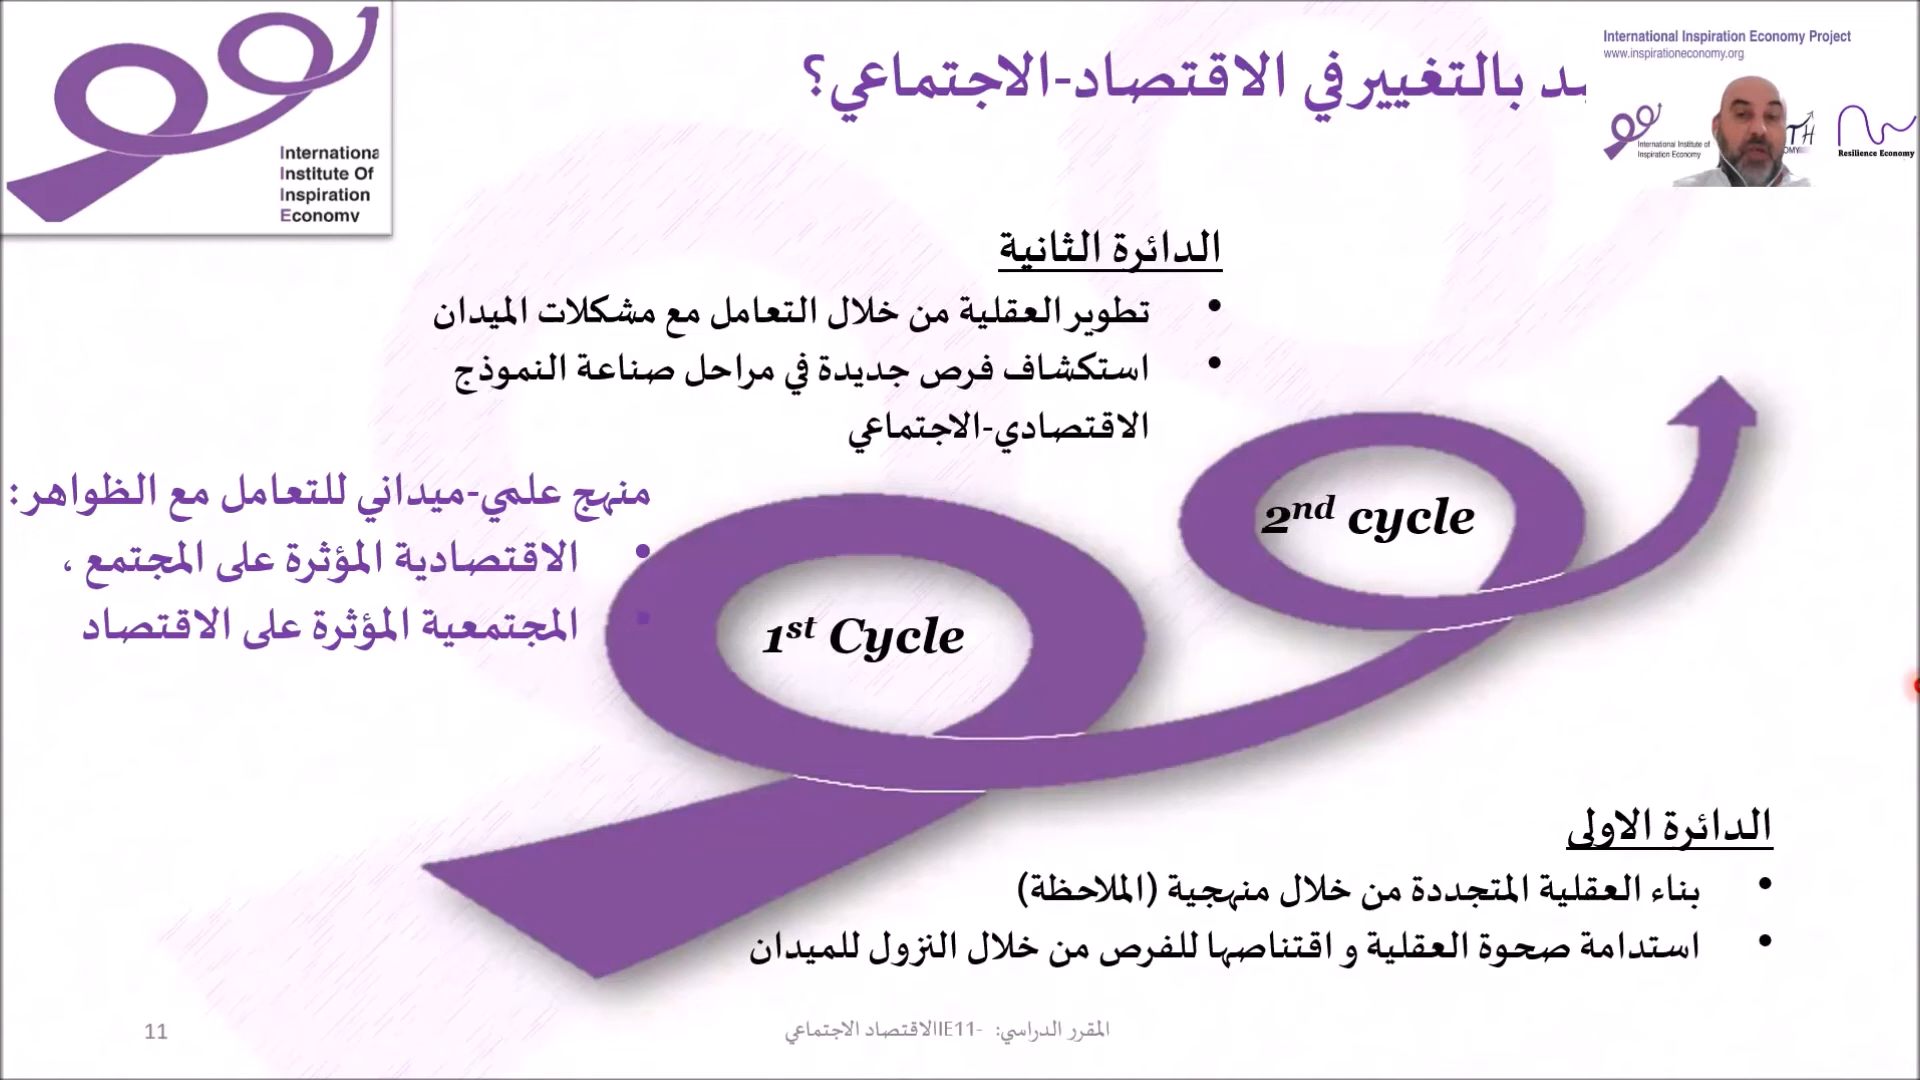 International Inspiration Economy Project
www.inspirationeconomy.org
بالتغيير في الاقتصاد-الاجتماعي؟
Internationa
Institute Of
Inspiration
Economy
International Institute of
Inspiration Economy
TH
Resilience Economy
الدائرة الثانية
• تطوير العقلية من خلال التعامل مع مشكلات الميدان
• استكشاف فرص جديدة في مراحل صناعة النموذج
الاقتصادي-الاجتماعي
منهج علمي-ميداني للتعامل مع الظواهر:
• الاقتصادية المؤثرة على المجتمع ،
• المجتمعية المؤثرة على الاقتصاد
2nd cycle
1st Cycle
الدائرة الاولى
• بناء العقلية المتجددة من خلال منهجية (الملاحظة)
• استدامة صحوة العقلية و اقتناصها للفرص من خلال النزول للميدان
المقرر الدراسي: -IE11الاقتصاد الاجتماعي
11